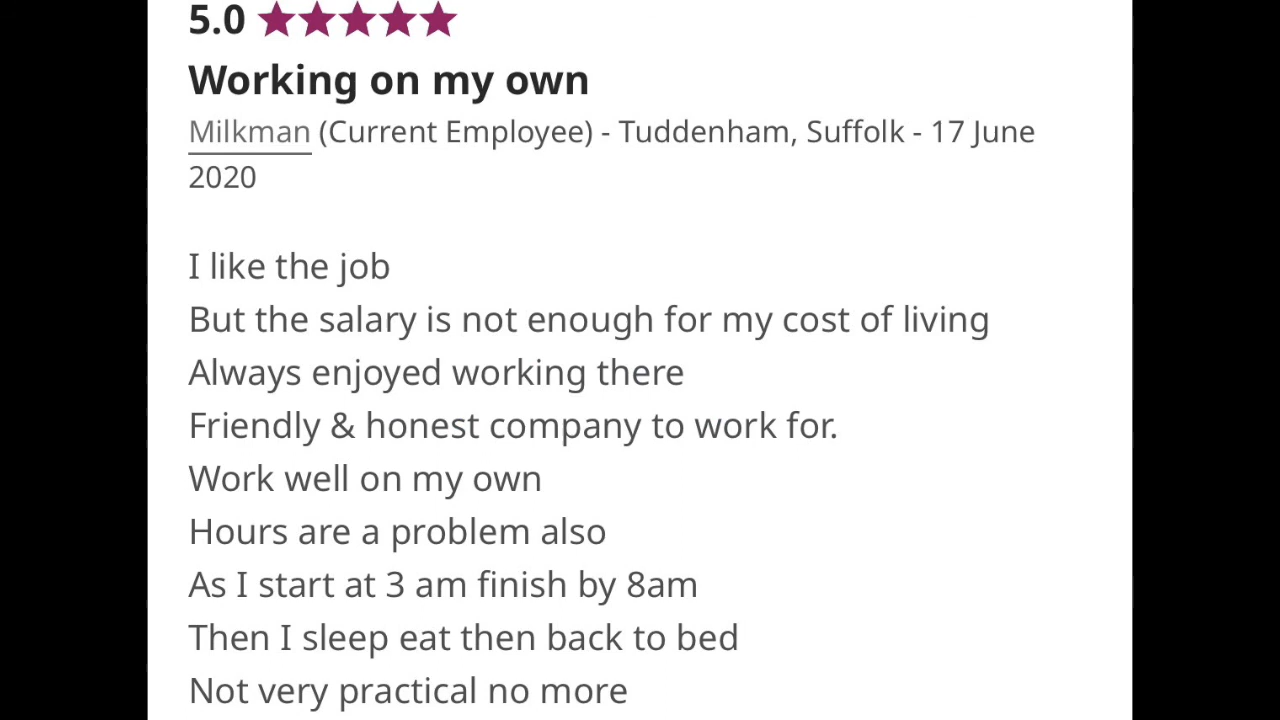 5.0
Working on my own
Milkman (Current Employee) - Tuddenham, Suffolk - 17 June
2020
I like the job
But the salary is not enough for my cost of living
Always enjoyed working there
Friendly & honest company to work for.
Work well on my own
Hours are a problem also
As I start at 3 am finish by 8am
Then I sleep eat then back to bed
Not very practical no more